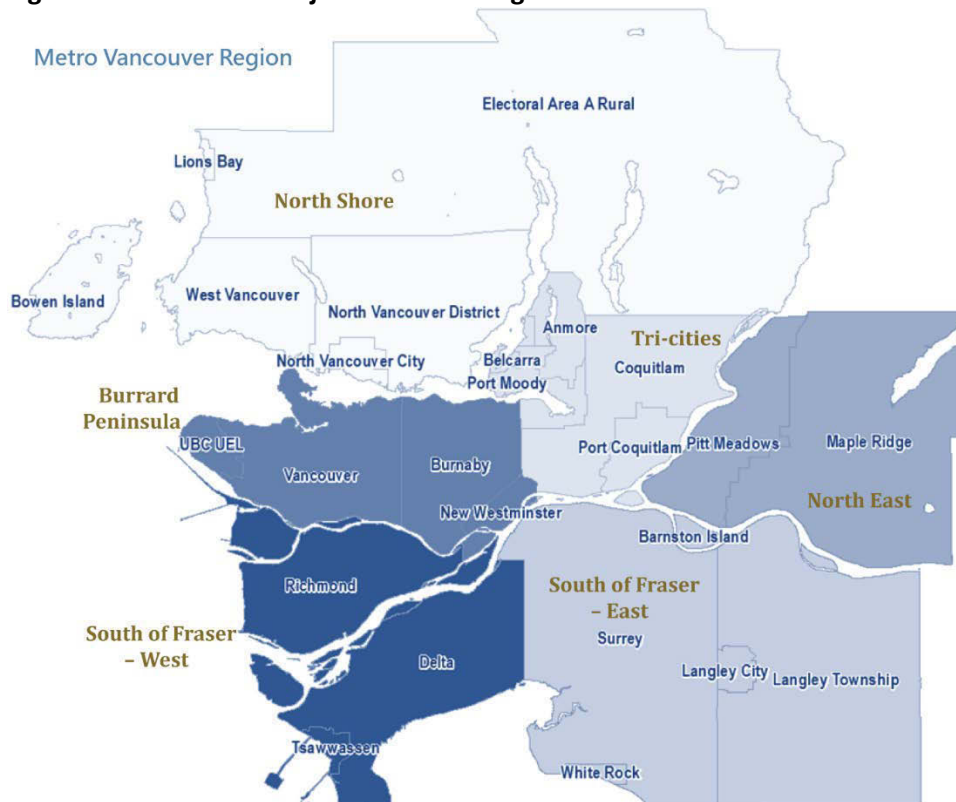 Metro Vancouver Region
Electoral Area A Rural
Lions Bay
North Shore
Bowen Island
West Vancouver
North Vancouver District
Anmore
Tri-cities
North Vancouver City
Belcarra
Coquitlam
Port Moody
Burrard
Peninsula
UBC UEL
Vancouver
Burnaby
Port Coquitlam
Pitt Meadows
Maple Ridge
North East
New Westminster
Barnston Island
Richmond
South of Fraser
– East
Surrey
South of Fraser
– West
Delta
Langley City
Langley Township
Tsawwassen
White Rock